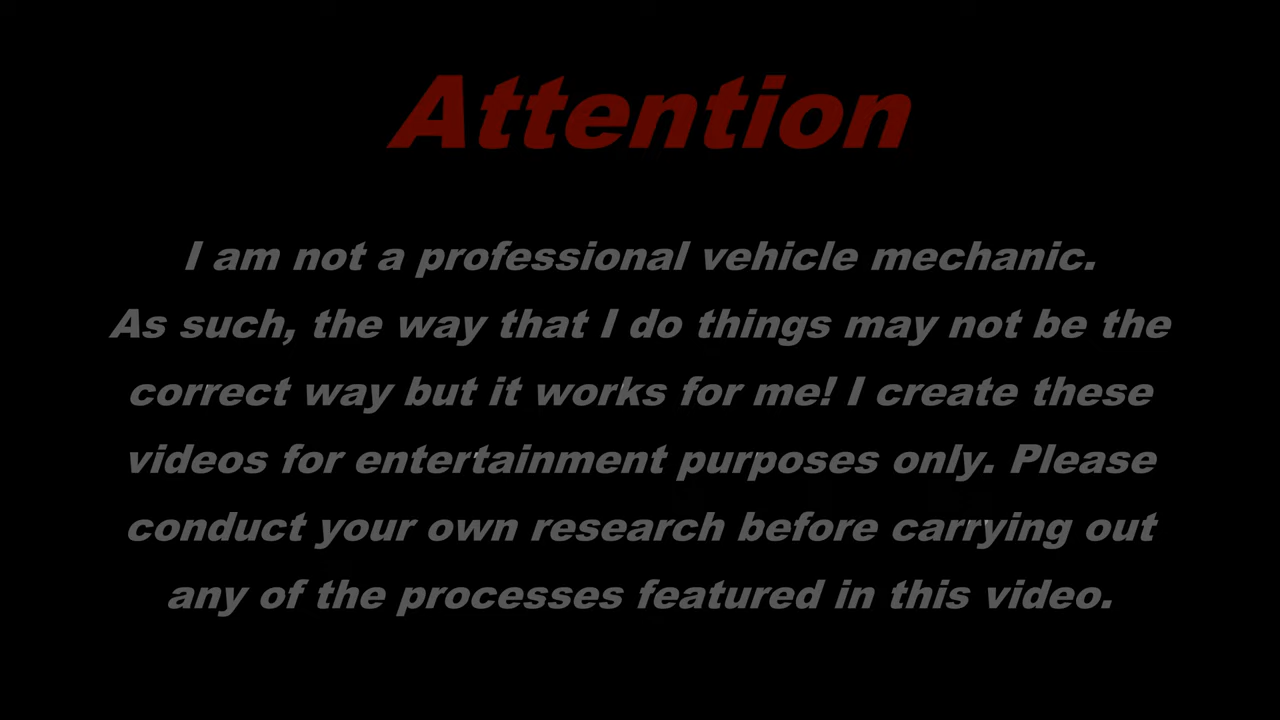 Attention
I am not a professional vehicle mechanic.
As such, the way that I do things may not be the
correct way but it works for me! I create these
videos for entertainment purposes only. Please
conduct your own research before carrying out
any of the processes featured in this video.